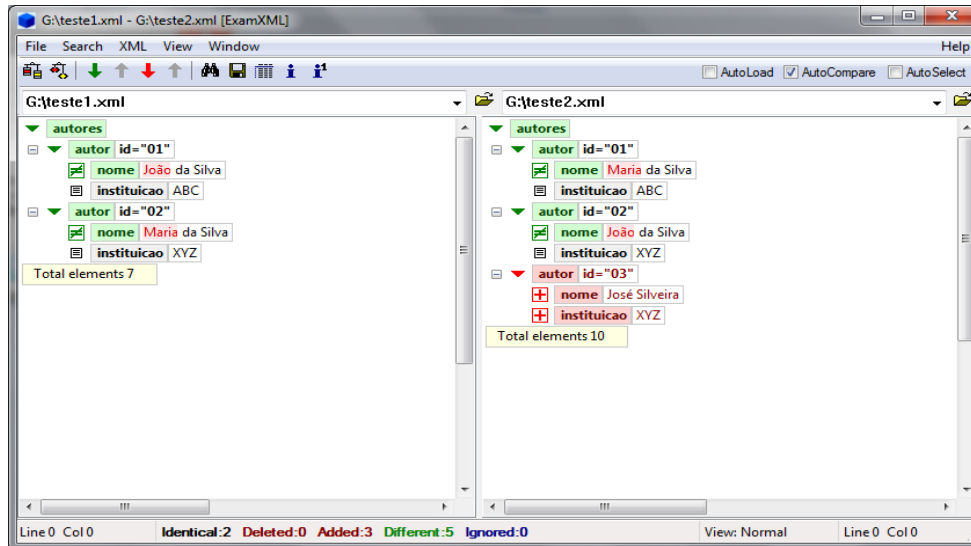 G:\teste1.xml - G:\teste2.xml [ExamXML]
File Search XML View Window Help
AutoLoad AutoCompare AutoSelect
G:\teste1.xml
autores
autor id="01"
nome João da Silva
instituicao ABC
autor id="02"
nome Maria da Silva
instituicao XYZ
Total elements 7
G:\teste2.xml
autores
autor id="01"
nome Maria da Silva
instituicao ABC
autor id="02"
nome João da Silva
instituicao XYZ
autor id="03"
nome José Silveira
instituicao XYZ
Total elements 10
Line 0 Col 0 Identical:2 Deleted:0 Added:3 Different:5 Ignored:0 View: Normal Line 0 Col 0